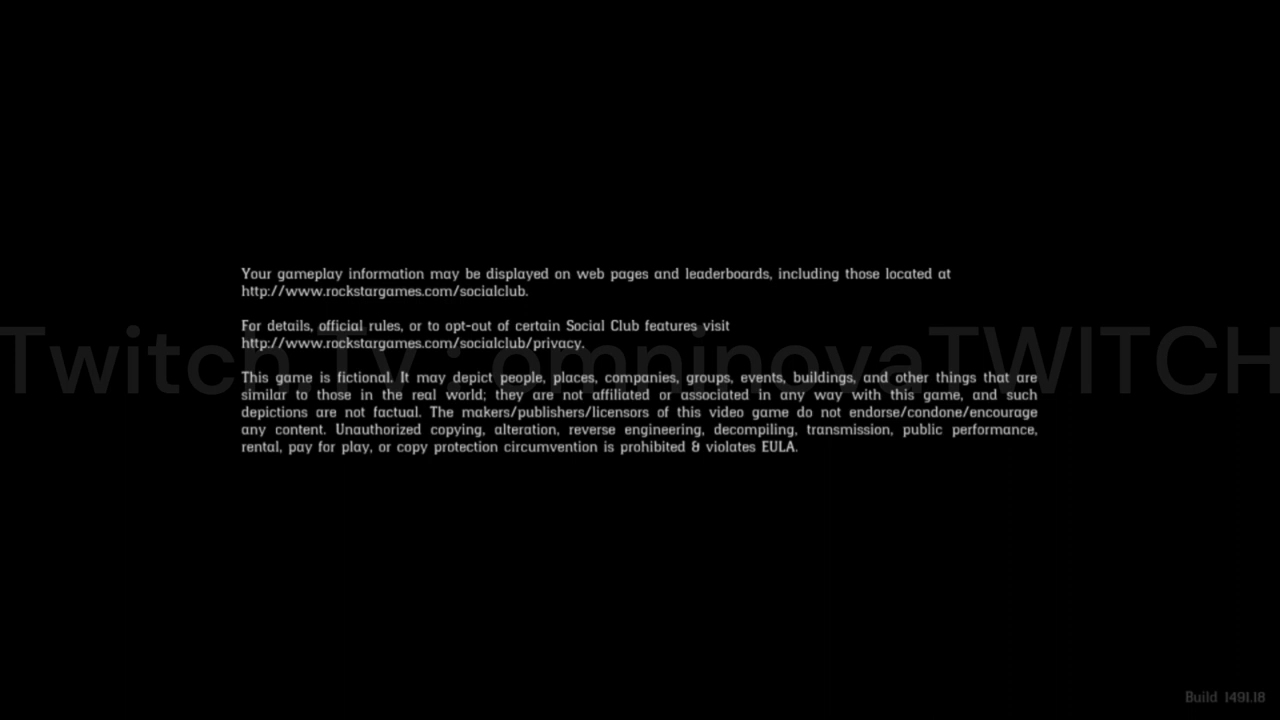 Your gameplay information may be displayed on web pages and leaderboards, including those located at
http://www.rockstargames.com/socialclub.
For details, official rules, or to opt-out of certain Social Club features visit
http://www.rockstargames.com/socialclub/privacy.
Twitch.Tv : omninovaTWITCH
This game is fictional. It may depict people, places, companies, groups, events, buildings, and other things that are
similar to those in the real world; they are not affiliated or associated in any way with this game, and such
depictions are not factual. The makers/publishers/licensors of this video game do not endorse/condone/encourage
any content. Unauthorized copying, alteration, reverse engineering, decompiling, transmission, public performance,
rental, pay for play, or copy protection circumvention is prohibited & violates EULA.
Build 1491.18